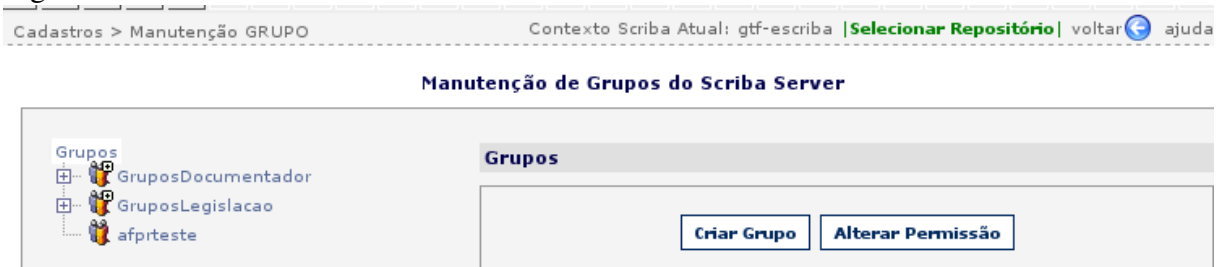 Cadastros > Manutenção GRUPO Contexto Scriba Atual: gtf-escriba |Selecionar Repositório| voltar ajuda
Manutenção de Grupos do Scriba Server
Grupos
GruposDocumentador
GruposLegislacao
afprteste
Grupos
Criar Grupo Alterar Permissão